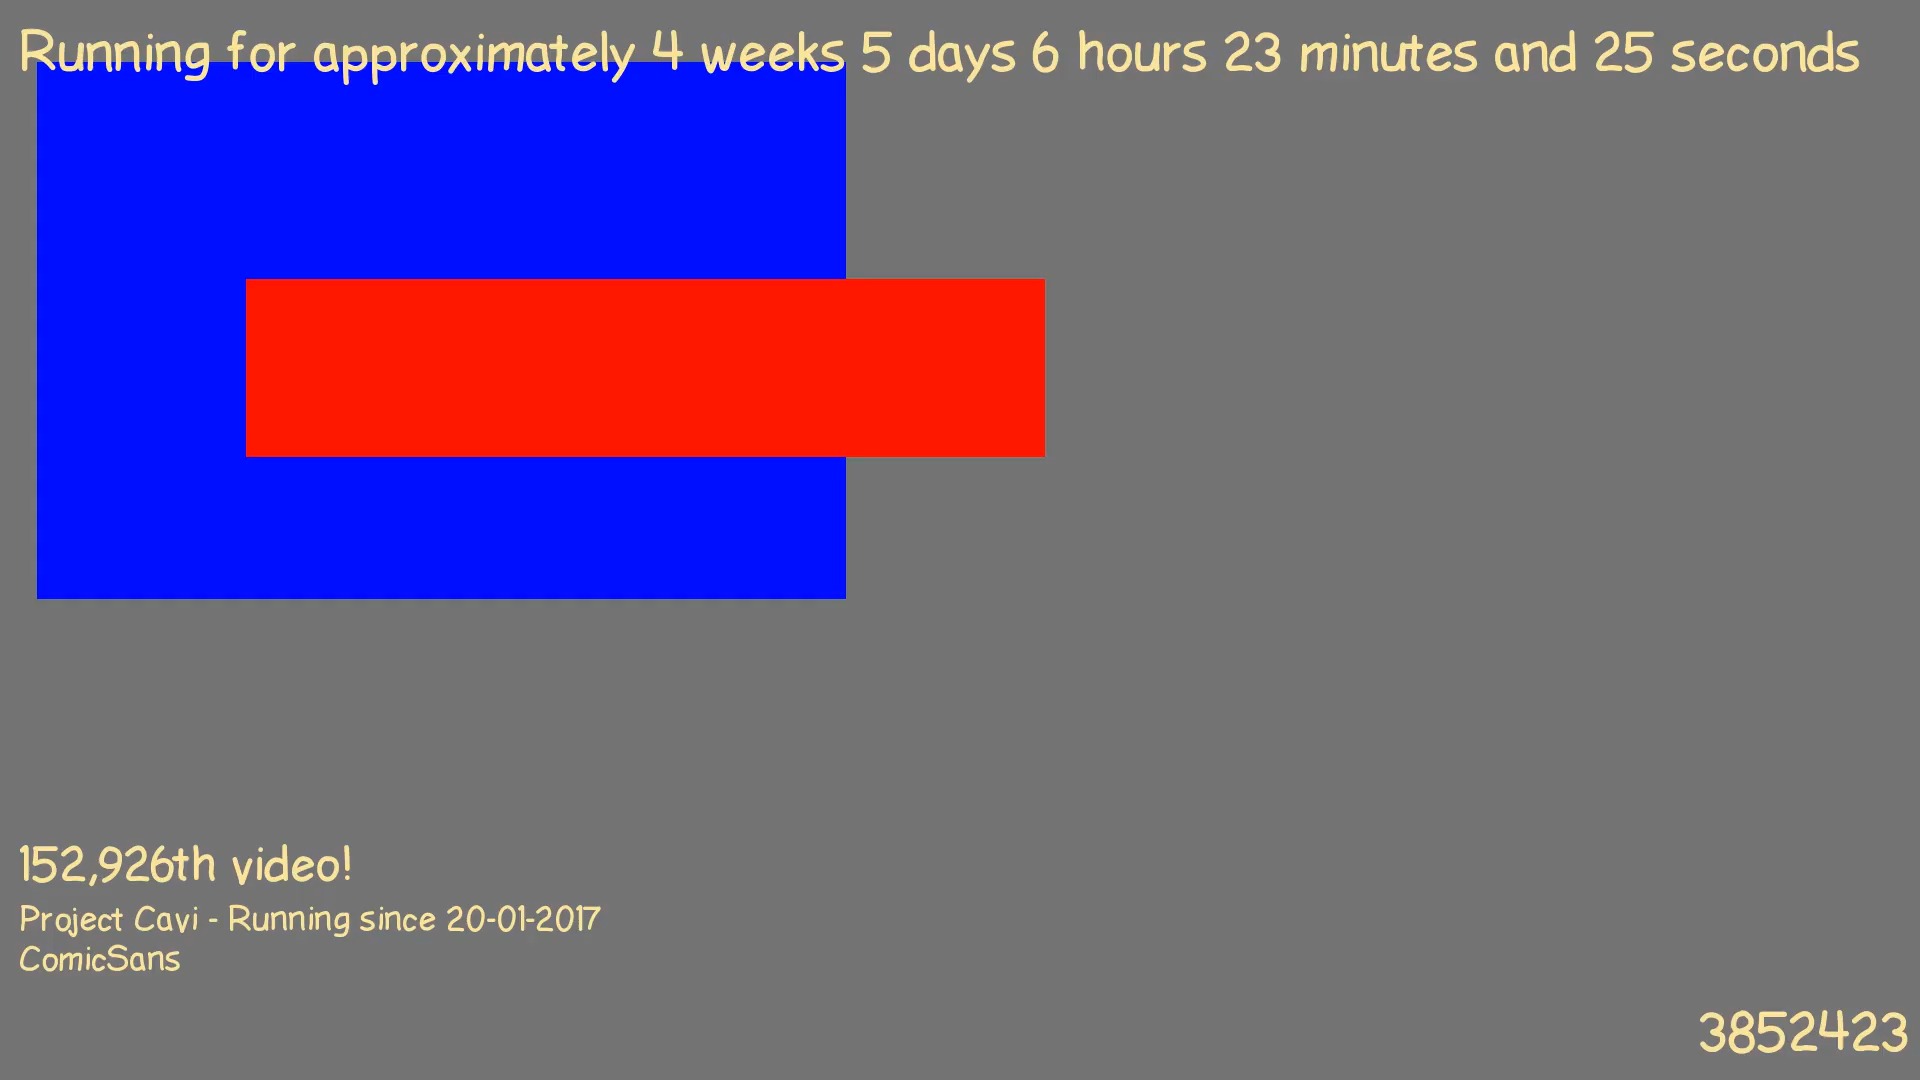 Running for approximately 4 weeks 5 days 6 hours 23 minutes and 25 seconds
152,926th video!
Project Cavi - Running since 20-01-2017
ComicSans
3852423